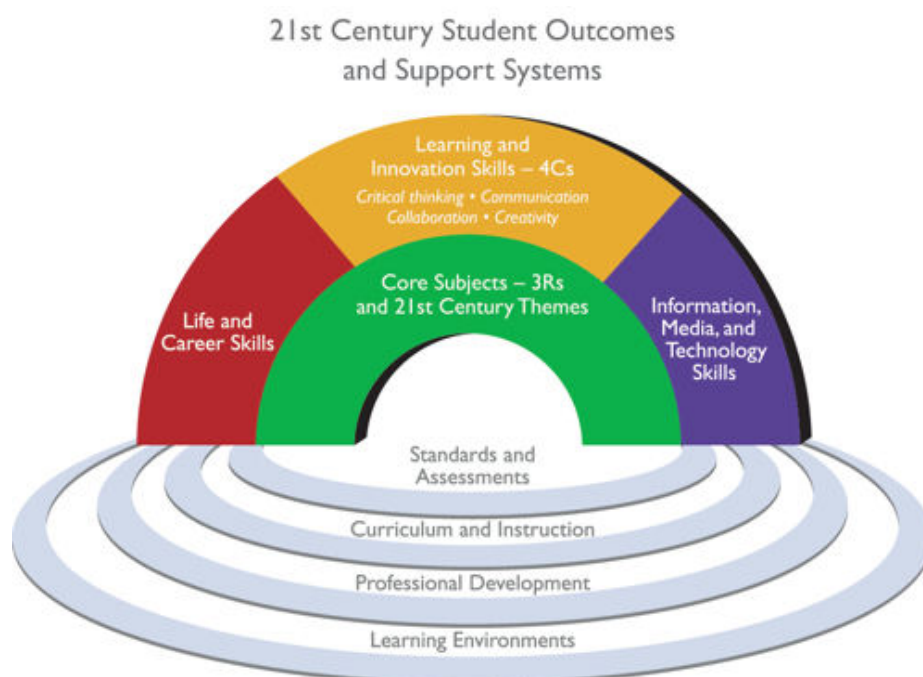 21st Century Student Outcomes
and Support Systems
Learning and
Innovation Skills – 4Cs
Critical thinking • Communication
Collaboration • Creativity
Core Subjects – 3Rs
and 21st Century Themes
Life and
Career Skills
Information,
Media, and
Technology
Skills
Standards and
Assessments
Curriculum and Instruction
Professional Development
Learning Environments